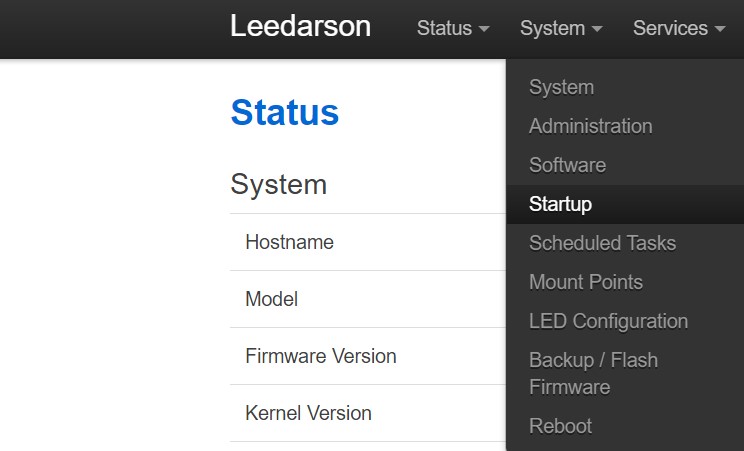 Leedarson Status System Services
Status
System
Hostname
Model
Firmware Version
Kernel Version
System
Administration
Software
Startup
Scheduled Tasks
Mount Points
LED Configuration
Backup / Flash
Firmware
Reboot